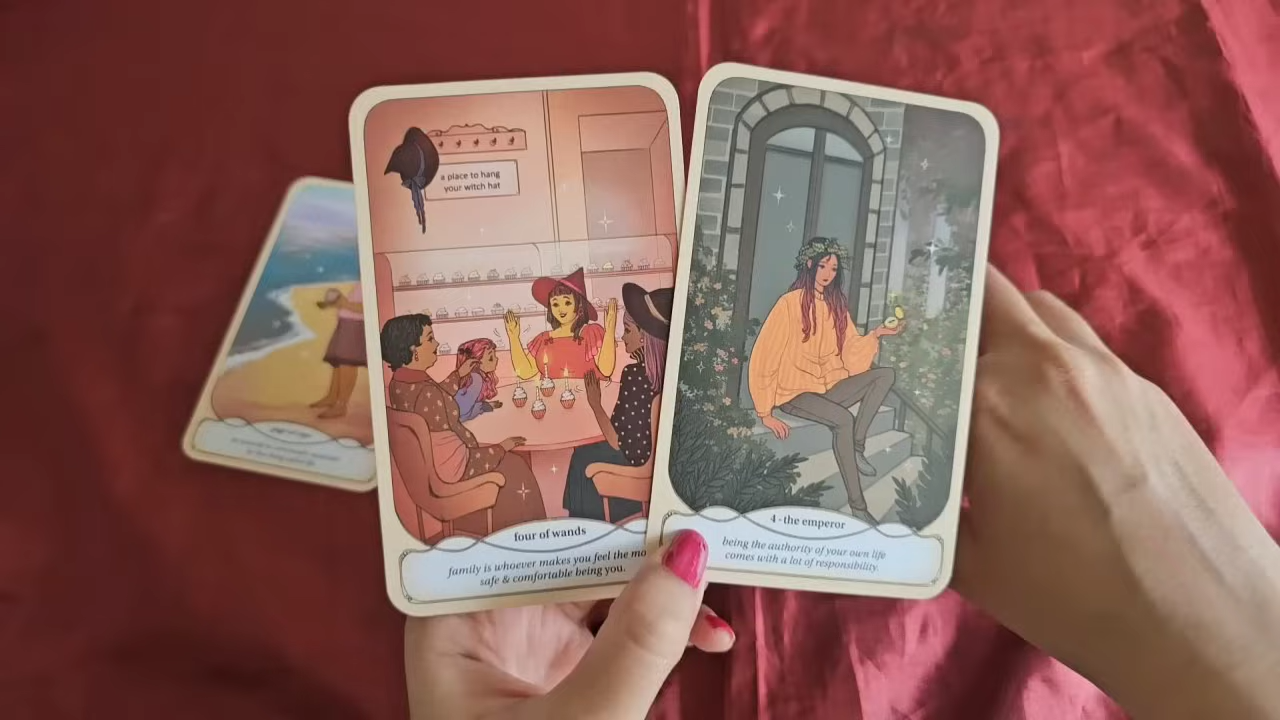 a place to hang
your witch hat
four of wands
family is whoever makes you feel the mo
safe & comfortable being you.
4 - the emperor
being the authority of your own life
comes with a lot of responsibility.